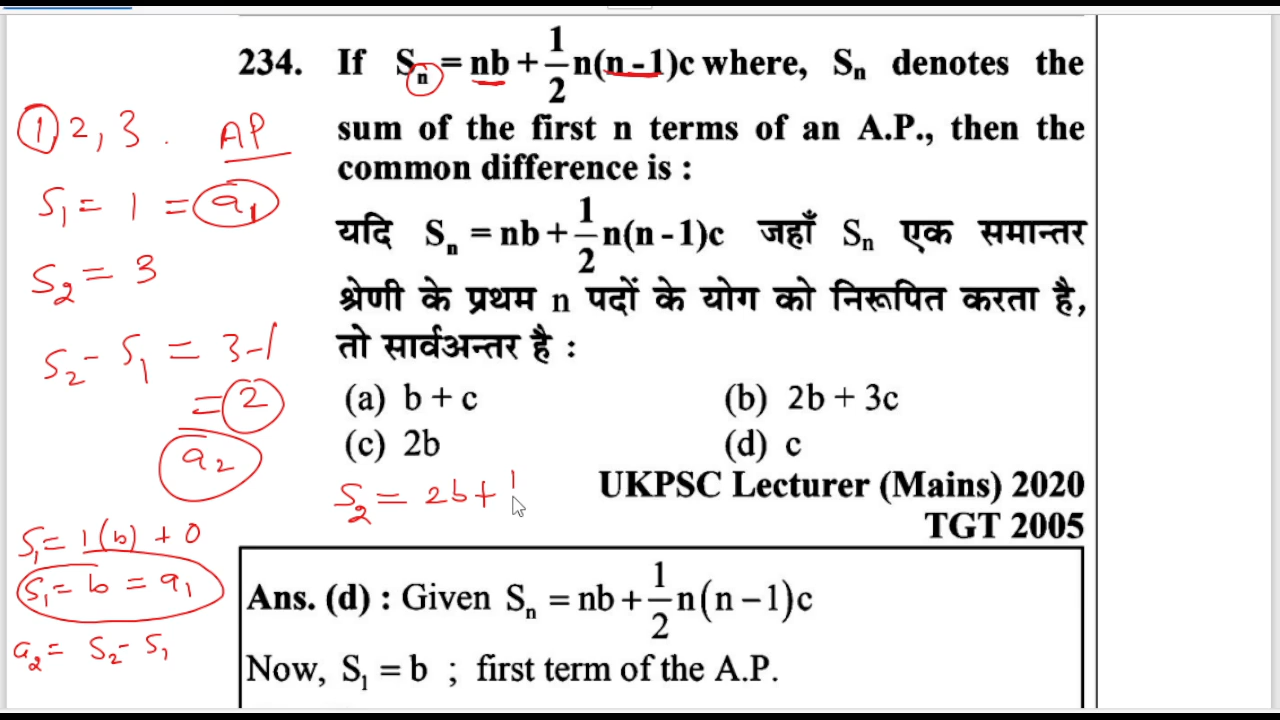 234. If Sₙ = nb + 1/2 n(n-1)c where, Sₙ denotes the
sum of the first n terms of an A.P., then the
common difference is :
यदि Sₙ = nb + 1/2 n(n-1)c जहाँ Sₙ एक समान्तर
श्रेणी के प्रथम n पदों के योग को निरूपित करता है,
तो सार्वअन्तर है :
(a) b + c (b) 2b + 3c
(c) 2b (d) c
UKPSC Lecturer (Mains) 2020
TGT 2005
Ans. (d) : Given Sₙ = nb + 1/2 n(n-1)c
Now, S₁ = b ; first term of the A.P.
1, 2, 3 . AP
S₁ = 1 = a₁
S₂ = 3
S₂ - S₁ = 3-1
= 2
a₂
S₁ = 1(b) + 0
S₁ = b = a₁
a₂ = S₂ - S₁
S₂ = 2b + 1